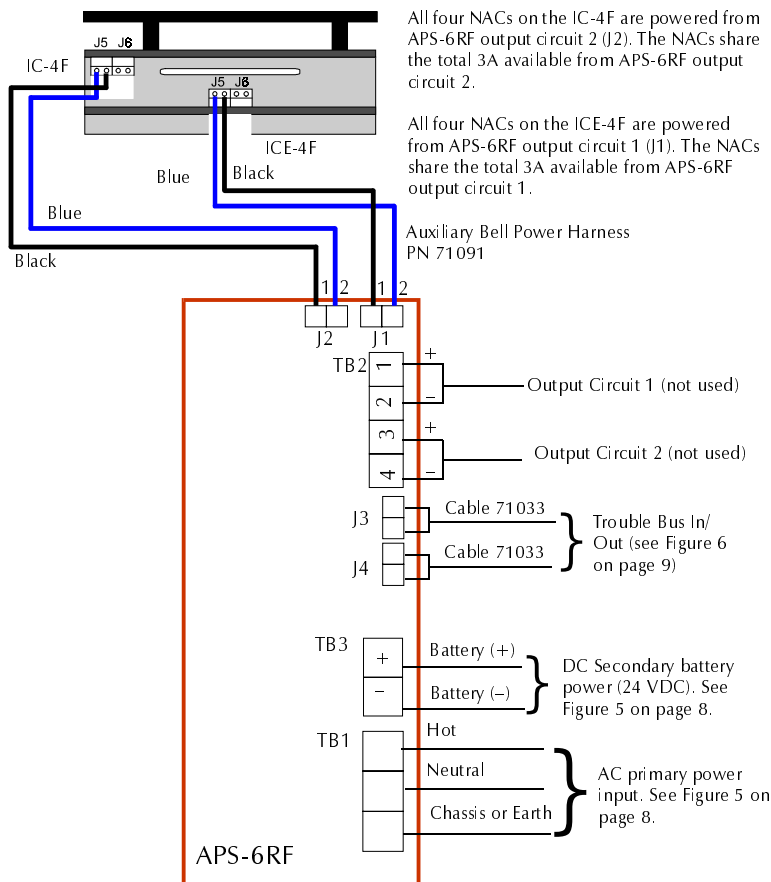 All four NACs on the IC-4F are powered from
APS-6RF output circuit 2 (J2). The NACs share
the total 3A available from APS-6RF output
circuit 2.
J5 J6
IC-4F
J5 J6
ICE-4F
All four NACs on the ICE-4F are powered
from APS-6RF output circuit 1 (J1). The NACs
share the total 3A available from APS-6RF
output circuit 1.
Blue
Black
Blue
Black
Auxiliary Bell Power Harness
PN 71091
1 2
1 2
J2
J1
TB2
1
2
3
4
+
–
+
–
Output Circuit 1 (not used)
Output Circuit 2 (not used)
J3
Cable 71033
J4
Cable 71033
Trouble Bus In/
Out (see Figure 6
on page 9)
TB3
+
–
Battery (+)
Battery (–)
DC Secondary battery
power (24 VDC). See
Figure 5 on page 8.
TB1
Hot
Neutral
Chassis or Earth
AC primary power
input. See Figure 5 on
page 8.
APS-6RF